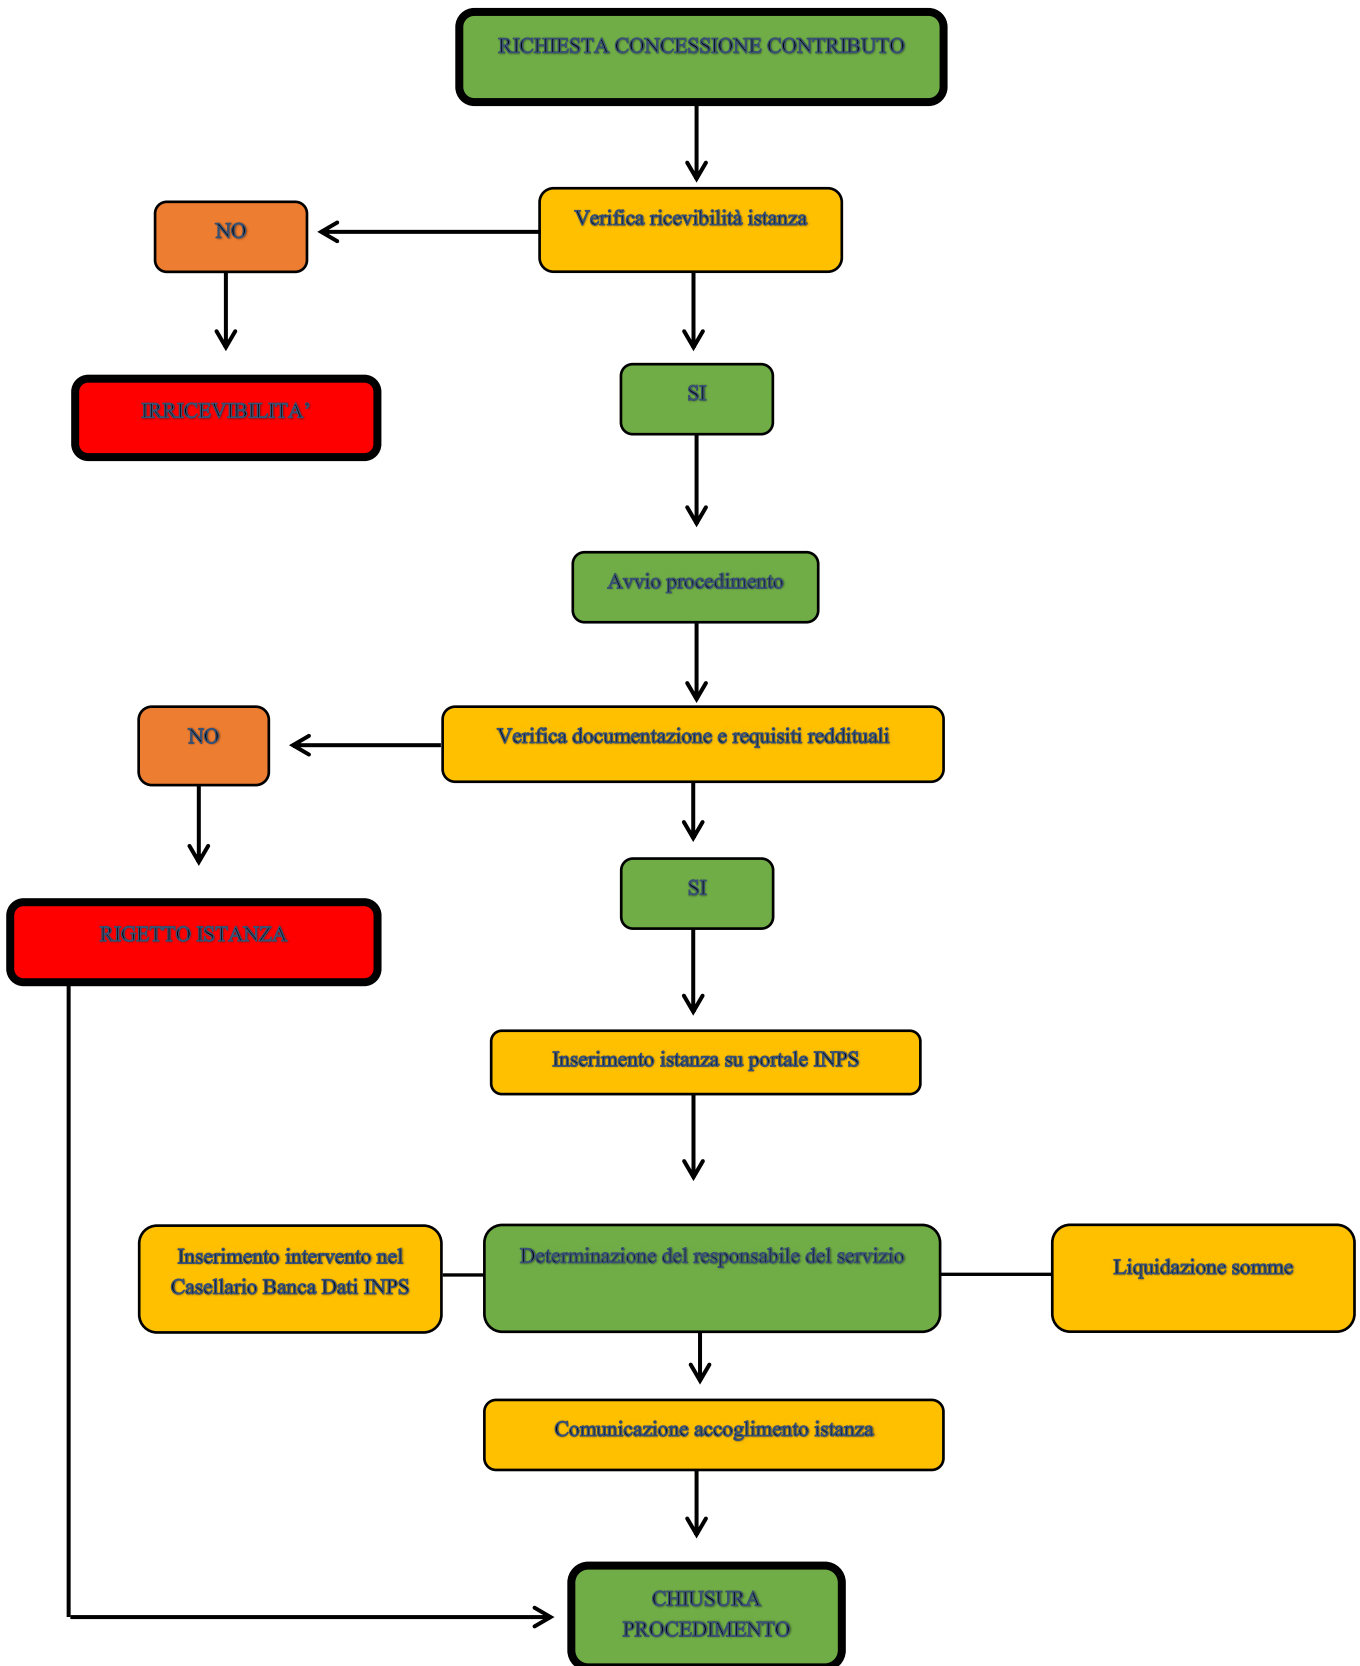 RICHIESTA CONCESSIONE CONTRIBUTO
Verifica ricevibilità istanza
NO
IRRICEVIBILITA’
SI
Avvio procedimento
Verifica documentazione e requisiti reddituali
NO
SI
RIGETTO ISTANZA
Inserimento istanza su portale INPS
Inserimento intervento nel
Casellario Banca Dati INPS
Determinazione del responsabile del servizio
Liquidazione somme
Comunicazione accoglimento istanza
CHIUSURA
PROCEDIMENTO